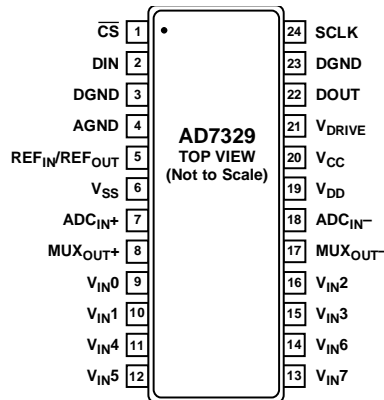 CS 1 24 SCLK
DIN 2 23 DGND
DGND 3 22 DOUT
AGND 4 21 VDRIVE
AD7329
REFIN/REFOUT 5 TOP VIEW 20 VCC
(Not to Scale)
VSS 6 19 VDD
ADCIN+ 7 18 ADCIN–
MUXOUT+ 8 17 MUXOUT–
VIN0 9 16 VIN2
VIN1 10 15 VIN3
VIN4 11 14 VIN6
VIN5 12 13 VIN7